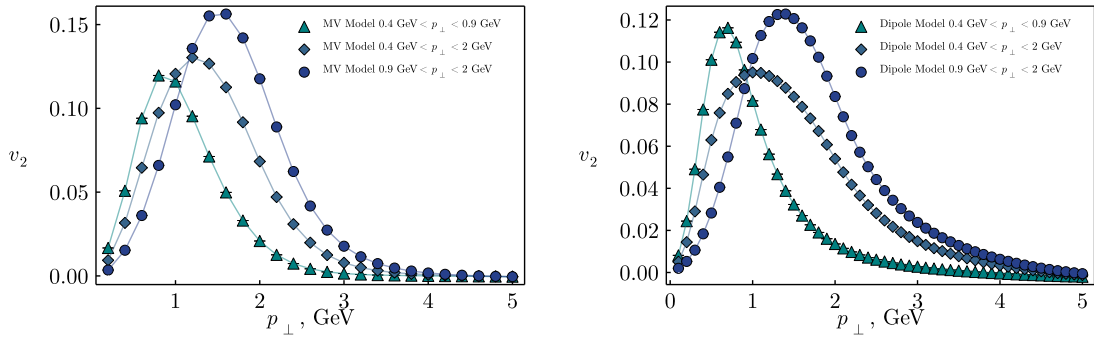 MV Model 0.4 GeV < p⊥ < 0.9 GeV
MV Model 0.4 GeV < p⊥ < 2 GeV
MV Model 0.9 GeV < p⊥ < 2 GeV
0.15
0.10
0.05
0.00
v₂
1 2 3 4 5
p⊥ , GeV
Dipole Model 0.4 GeV < p⊥ < 0.9 GeV
Dipole Model 0.4 GeV < p⊥ < 2 GeV
Dipole Model 0.9 GeV < p⊥ < 2 GeV
0.12
0.10
0.08
0.06
0.04
0.02
0.00
v₂
0 1 2 3 4 5
p⊥ , GeV